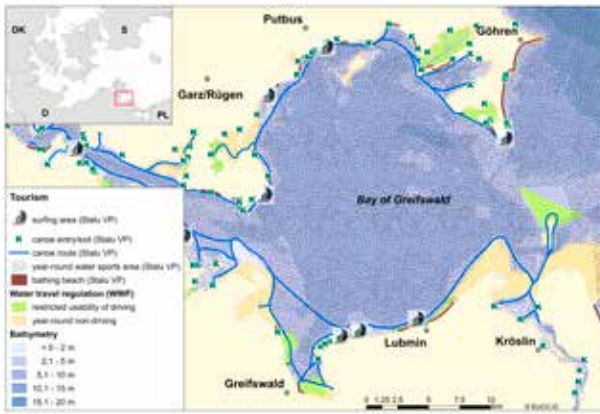 DK
S
D
PL
Putbus
Göhren
Garz/Rügen
Bay of Greifswald
Lubmin
Kröslin
Greifswald
Tourism
surfing area (Stalu VP)
canoe entry/exit (Stalu VP)
canoe route (Stalu VP)
year-round water sports area (Stalu VP)
bathing beach (Stalu VP)
Water travel regulation (WWF)
restricted usability of driving
year-round non-driving
Bathymetry
2,1 - 5 m
5,1 - 10 m
10,1 - 15 m
15,1 - 20 m
0 1,25 2,5 5 7,5 10